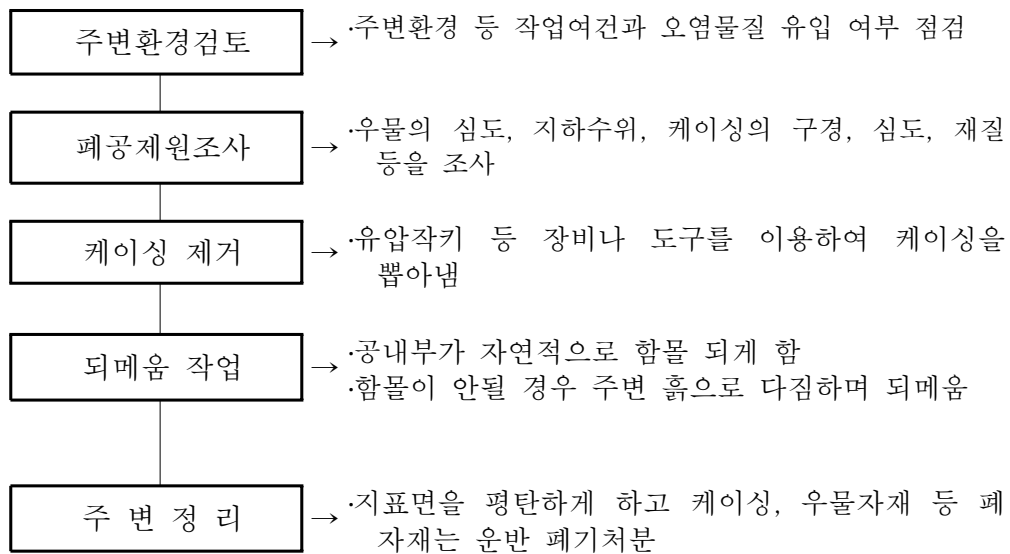 주변환경검토
→ ·주변환경 등 작업여건과 오염물질 유입 여부 점검
폐공제원조사
→ ·우물의 심도, 지하수위, 케이싱의 구경, 심도, 재질
등을 조사
케이싱 제거
→ ·유압작키 등 장비나 도구를 이용하여 케이싱을
뽑아냄
되메움 작업
→ ·공내부가 자연적으로 함몰 되게 함
·함몰이 안될 경우 주변 흙으로 다짐하며 되메움
주 변 정 리
→ ·지표면을 평탄하게 하고 케이싱, 우물자재 등 폐
자재는 운반 폐기처분